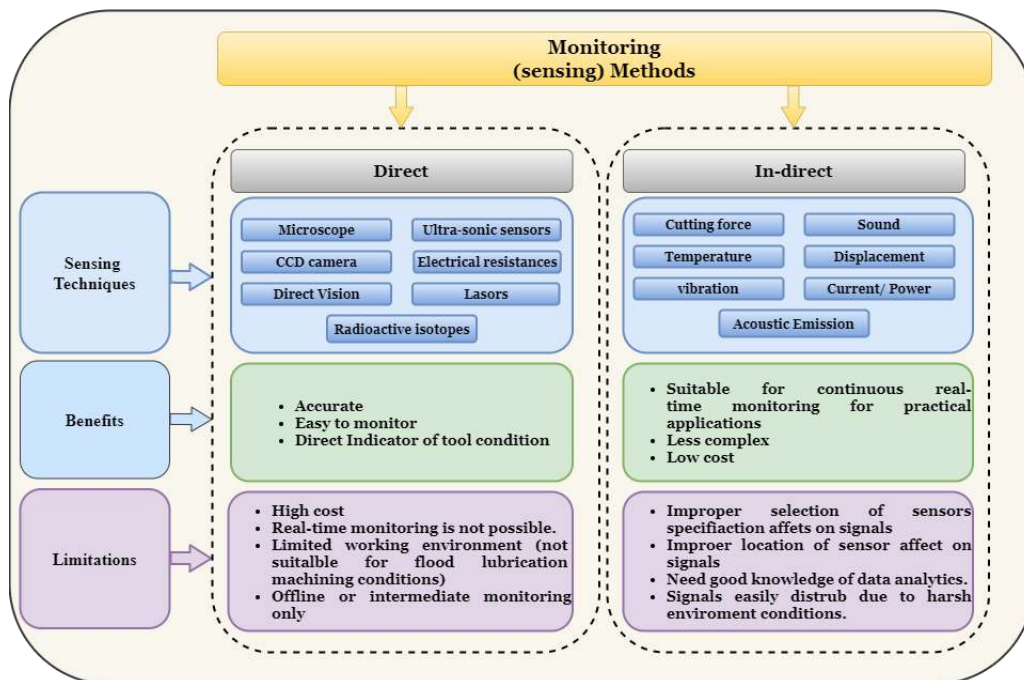 Monitoring
(sensing) Methods
Direct
In-direct
Sensing
Techniques
Microscope
Ultra-sonic sensors
CCD camera
Electrical resistances
Direct Vision
Lasors
Radioactive isotopes
Cutting force
Sound
Temperature
Displacement
vibration
Current/ Power
Acoustic Emission
Benefits
• Accurate
• Easy to monitor
• Direct Indicator of tool condition
• Suitable for continuous real-
time monitoring for practical
applications
• Less complex
• Low cost
Limitations
• High cost
• Real-time monitoring is not possible.
• Limited working environment (not
suitalble for flood lubrication
machining conditions)
• Offline or intermediate monitoring
only
• Improper selection of sensors
specifiaction affets on signals
• Improer location of sensor affect on
signals
• Need good knowledge of data analytics.
• Signals easily distrub due to harsh
enviroment conditions.